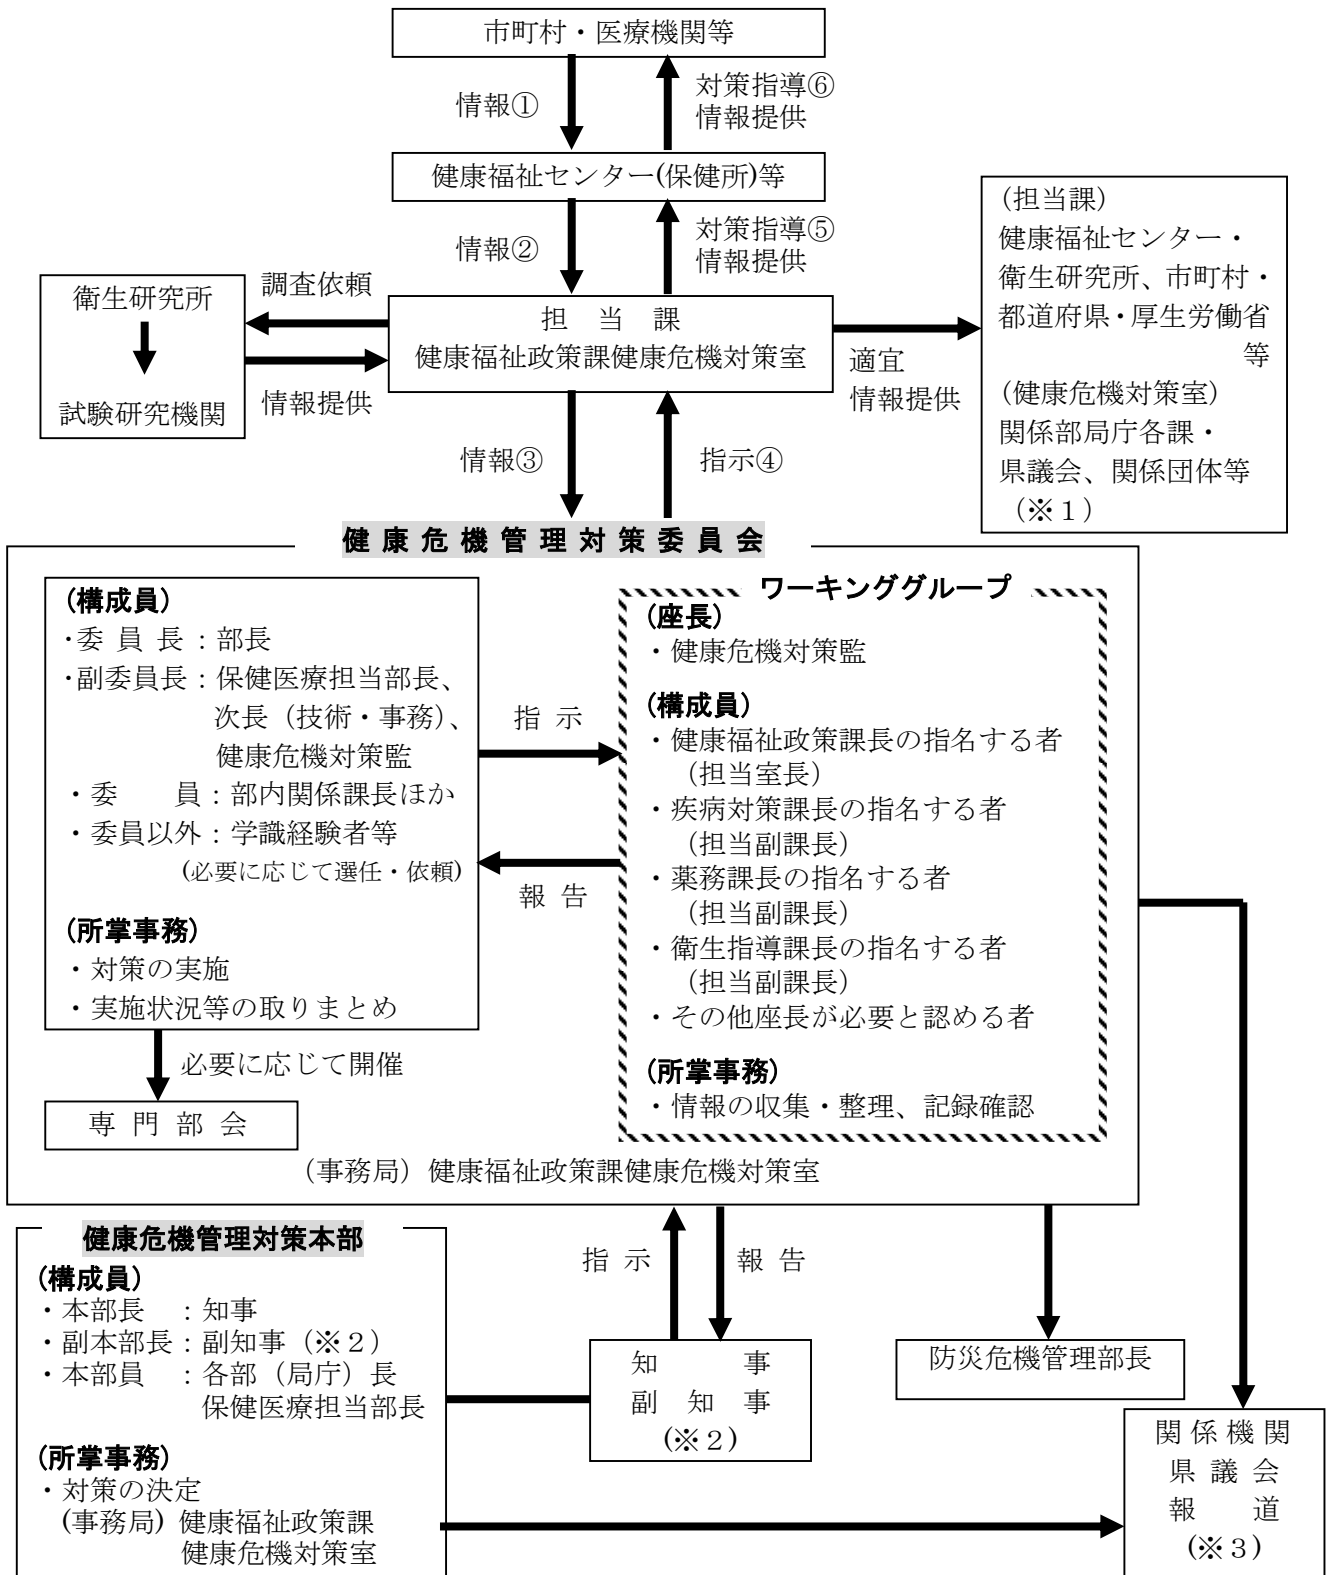 市町村・医療機関等
情報①
対策指導⑥
情報提供
健康福祉センター(保健所)等
情報②
対策指導⑤
情報提供
(担当課)
健康福祉センター・
衛生研究所、市町村・
都道府県・厚生労働省
等
(健康危機対策室)
関係部局庁各課・
県議会、関係団体等
(※1)
衛生研究所
試験研究機関
調査依頼
情報提供
担 当 課
健康福祉政策課健康危機対策室
適宜
情報提供
情報③
指示④
健康危機管理対策委員会
(構成員)
・委 員 長：部長
・副委員長：保健医療担当部長、
次長（技術・事務）、
健康危機対策監
・委　　員：部内関係課長ほか
・委員以外：学識経験者等
(必要に応じて選任・依頼)
(所掌事務)
・対策の実施
・実施状況等の取りまとめ
指 示
報 告
ワーキンググループ
(座長)
・健康危機対策監
(構成員)
・健康福祉政策課長の指名する者
（担当室長）
・疾病対策課長の指名する者
（担当副課長）
・薬務課長の指名する者
（担当副課長）
・衛生指導課長の指名する者
（担当副課長）
・その他座長が必要と認める者
(所掌事務)
・情報の収集・整理、記録確認
必要に応じて開催
専 門 部 会
（事務局）健康福祉政策課健康危機対策室
健康危機管理対策本部
(構成員)
・本部長　：知事
・副本部長：副知事（※２）
・本部員　：各部（局庁）長
保健医療担当部長
(所掌事務)
・対策の決定
(事務局) 健康福祉政策課
健康危機対策室
指 示
報 告
知　　　事
副　知　事
(※２)
防災危機管理部長
関 係 機 関
県 議 会
報　　道
(※３)